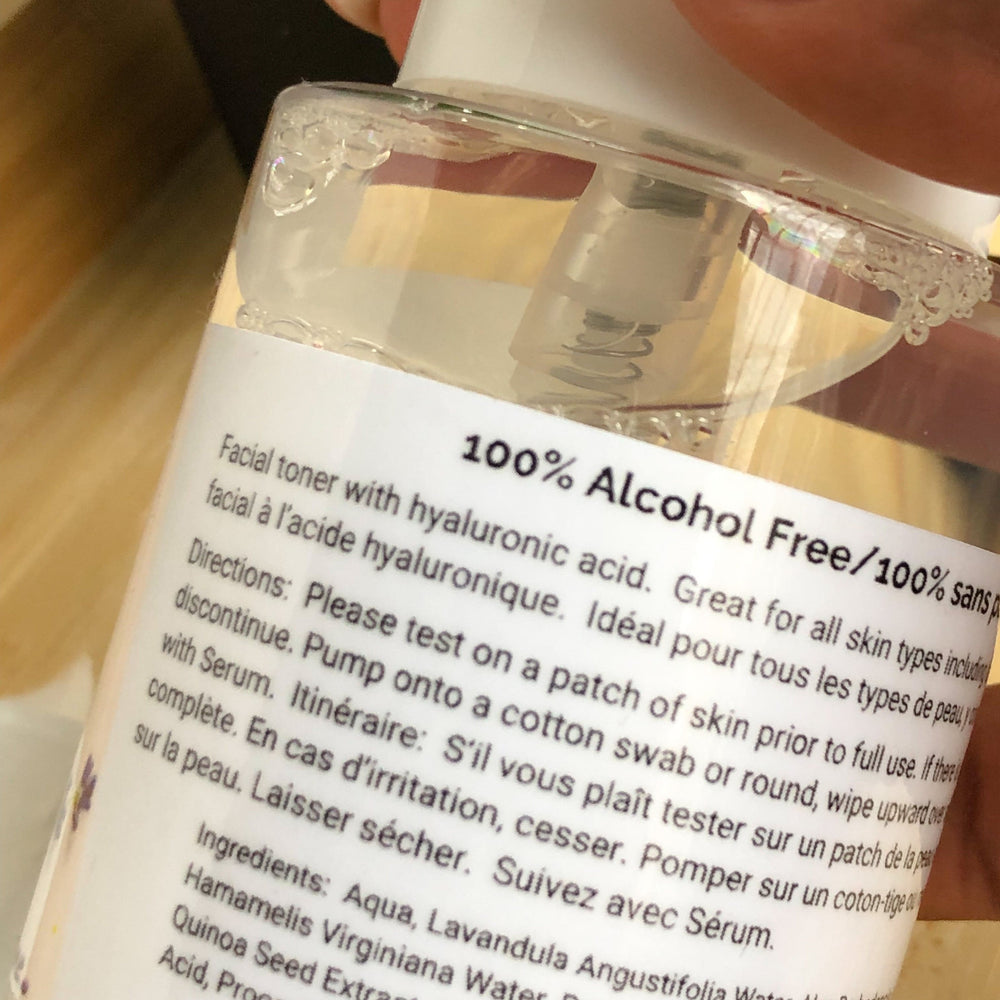 100% Alcohol Free/100% sans
Facial toner with hyaluronic acid. Great for all skin types including
facial à l'acide hyaluronique. Idéal pour tous les types de peau, y
Directions: Please test on a patch of skin prior to full use. If there
discontinue. Pump onto a cotton swab or round, wipe upward over
with Serum. Itinéraire: S'il vous plaît tester sur un patch de la peau
complète. En cas d'irritation, cesser. Pomper sur un coton-tige ou
sur la peau. Laisser sécher. Suivez avec Sérum.
Ingredients: Aqua, Lavandula Angustifolia
Hamamelis Virginiana Water,
Quinoa Seed Extract
Acid,